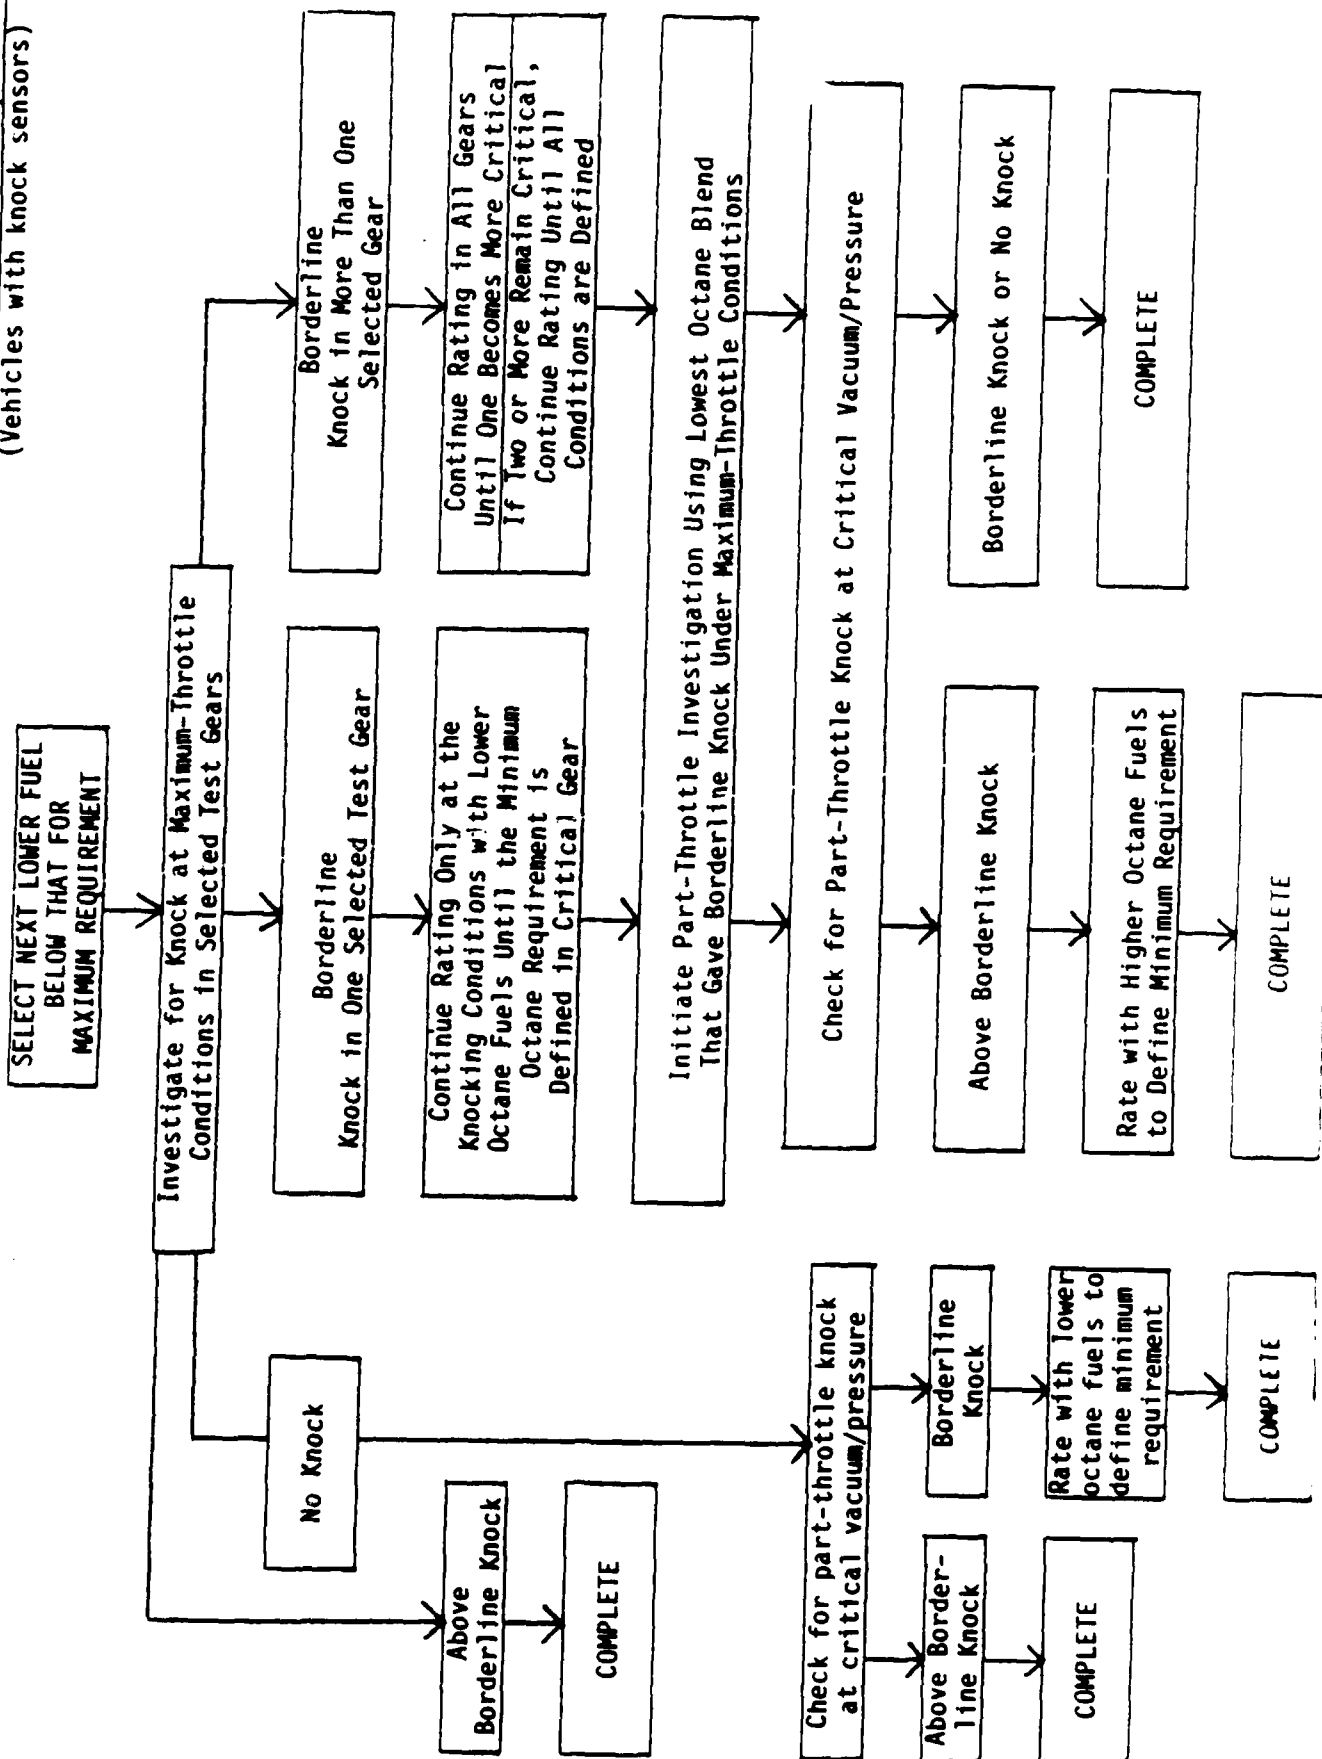 (Vehicles with knock sensors)
SELECT NEXT LOWER FUEL
BELOW THAT FOR
MAXIMUM REQUIREMENT
Investigate for Knock at Maximum-Throttle
Conditions in Selected Test Gears
Above
Borderline Knock
COMPLETE
No Knock
Check for part-throttle knock
at critical vacuum/pressure
Above Border-
line Knock
COMPLETE
Borderline
Knock
Rate with lower
octane fuels to
define minimum
requirement
COMPLETE
Borderline
Knock in One Selected Test Gear
Continue Rating Only at the
Knocking Conditions with Lower
Octane Fuels Until the Minimum
Octane Requirement is
Defined in Critical Gear
Borderline
Knock in More Than One
Selected Gear
Continue Rating in All Gears
Until One Becomes More Critical
If Two or More Remain Critical,
Continue Rating Until All
Conditions are Defined
Initiate Part-Throttle Investigation Using Lowest Octane Blend
That Gave Borderline Knock Under Maximum-Throttle Conditions
Check for Part-Throttle Knock at Critical Vacuum/Pressure
Above Borderline Knock
Rate with Higher Octane Fuels
to Define Minimum Requirement
COMPLETE
Borderline Knock or No Knock
COMPLETE